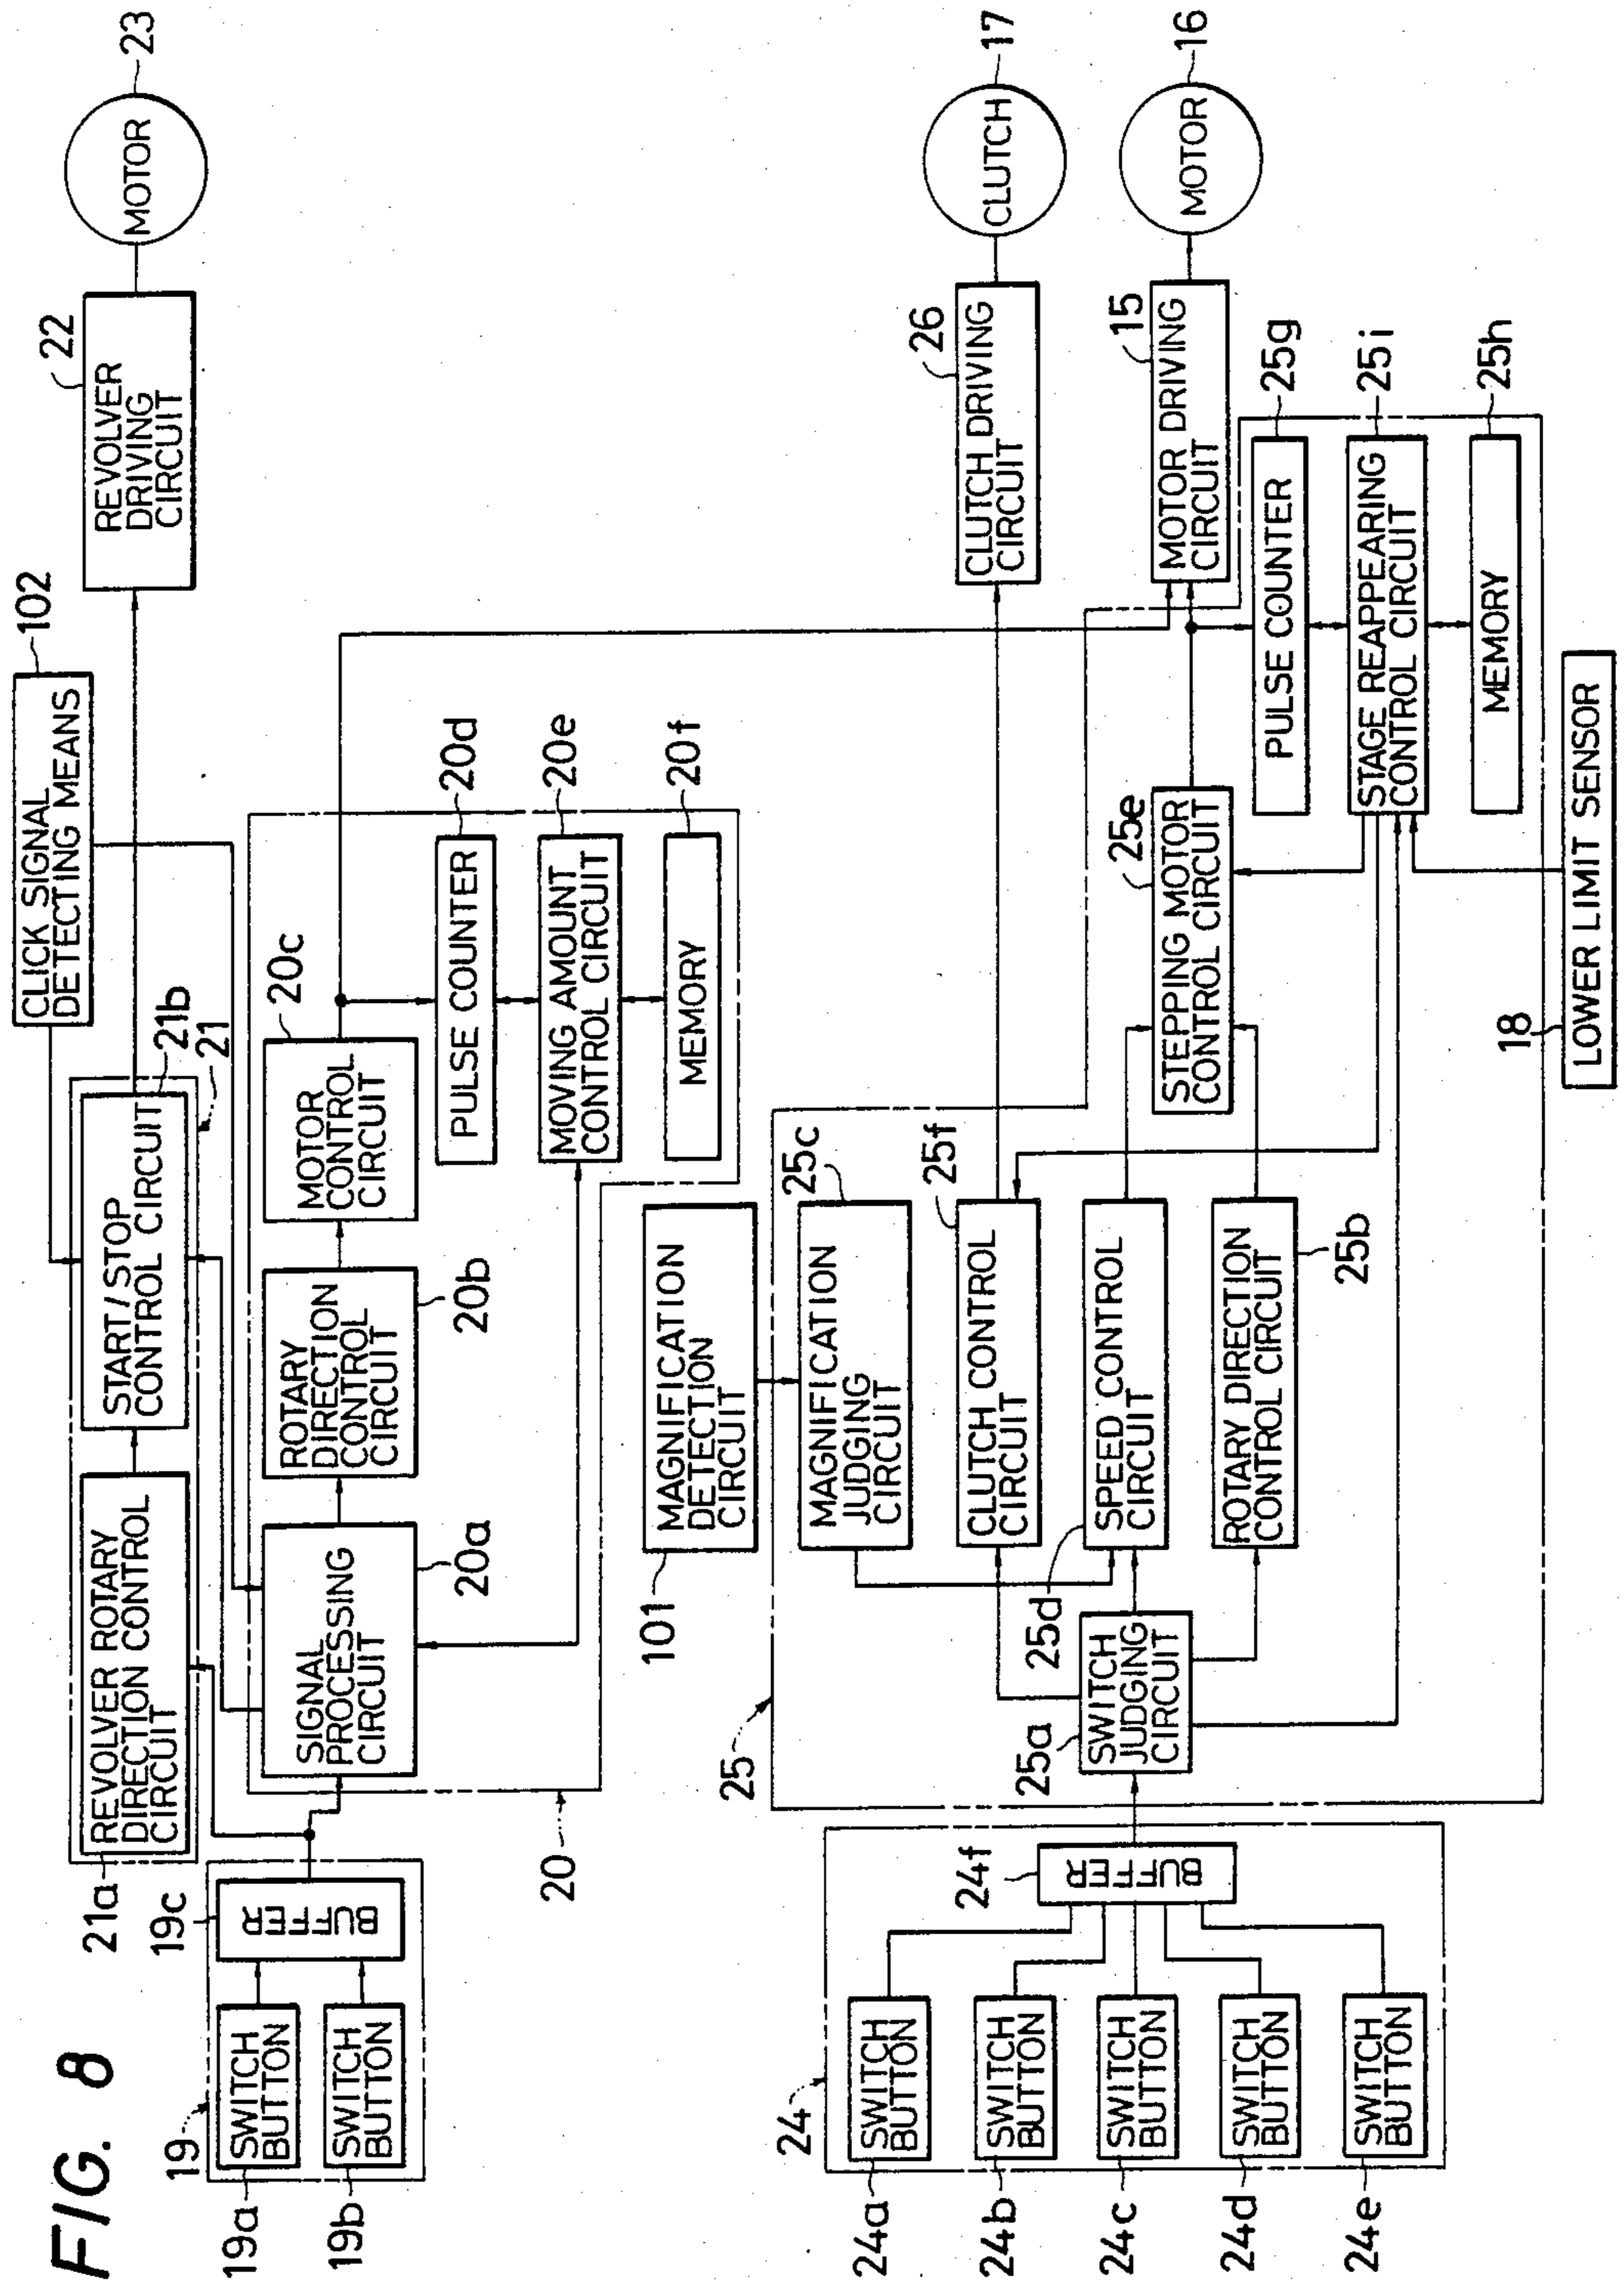 FIG. 8
19
19a
SWITCH
BUTTON
19b
SWITCH
BUTTON
19c
BUFFER
21a
REVOLVER ROTARY
DIRECTION CONTROL
CIRCUIT
START/STOP
CONTROL CIRCUIT
21b
21
CLICK SIGNAL
DETECTING MEANS
102
REVOLVER
DRIVING
CIRCUIT
22
MOTOR
23
20
SIGNAL
PROCESSING
CIRCUIT
20a
ROTARY
DIRECTION
CONTROL
CIRCUIT
20b
MOTOR
CONTROL
CIRCUIT
20c
PULSE COUNTER
20d
MOVING AMOUNT
CONTROL CIRCUIT
20e
MEMORY
20f
101
MAGNIFICATION
DETECTION
CIRCUIT
24
24a
SWITCH
BUTTON
24b
SWITCH
BUTTON
24c
SWITCH
BUTTON
24d
SWITCH
BUTTON
24e
SWITCH
BUTTON
24f
BUFFER
25
25a
SWITCH
JUDGING
CIRCUIT
MAGNIFICATION
JUDGING
CIRCUIT
25c
CLUTCH CONTROL
CIRCUIT
25f
25d
SPEED CONTROL
CIRCUIT
ROTARY DIRECTION
CONTROL CIRCUIT
25b
STEPPING MOTOR
CONTROL CIRCUIT
25e
CLUTCH DRIVING
CIRCUIT
26
CLUTCH
17
MOTOR DRIVING
CIRCUIT
15
MOTOR
16
PULSE COUNTER
25g
STAGE REAPPEARING
CONTROL CIRCUIT
25i
MEMORY
25h
18
LOWER LIMIT SENSOR